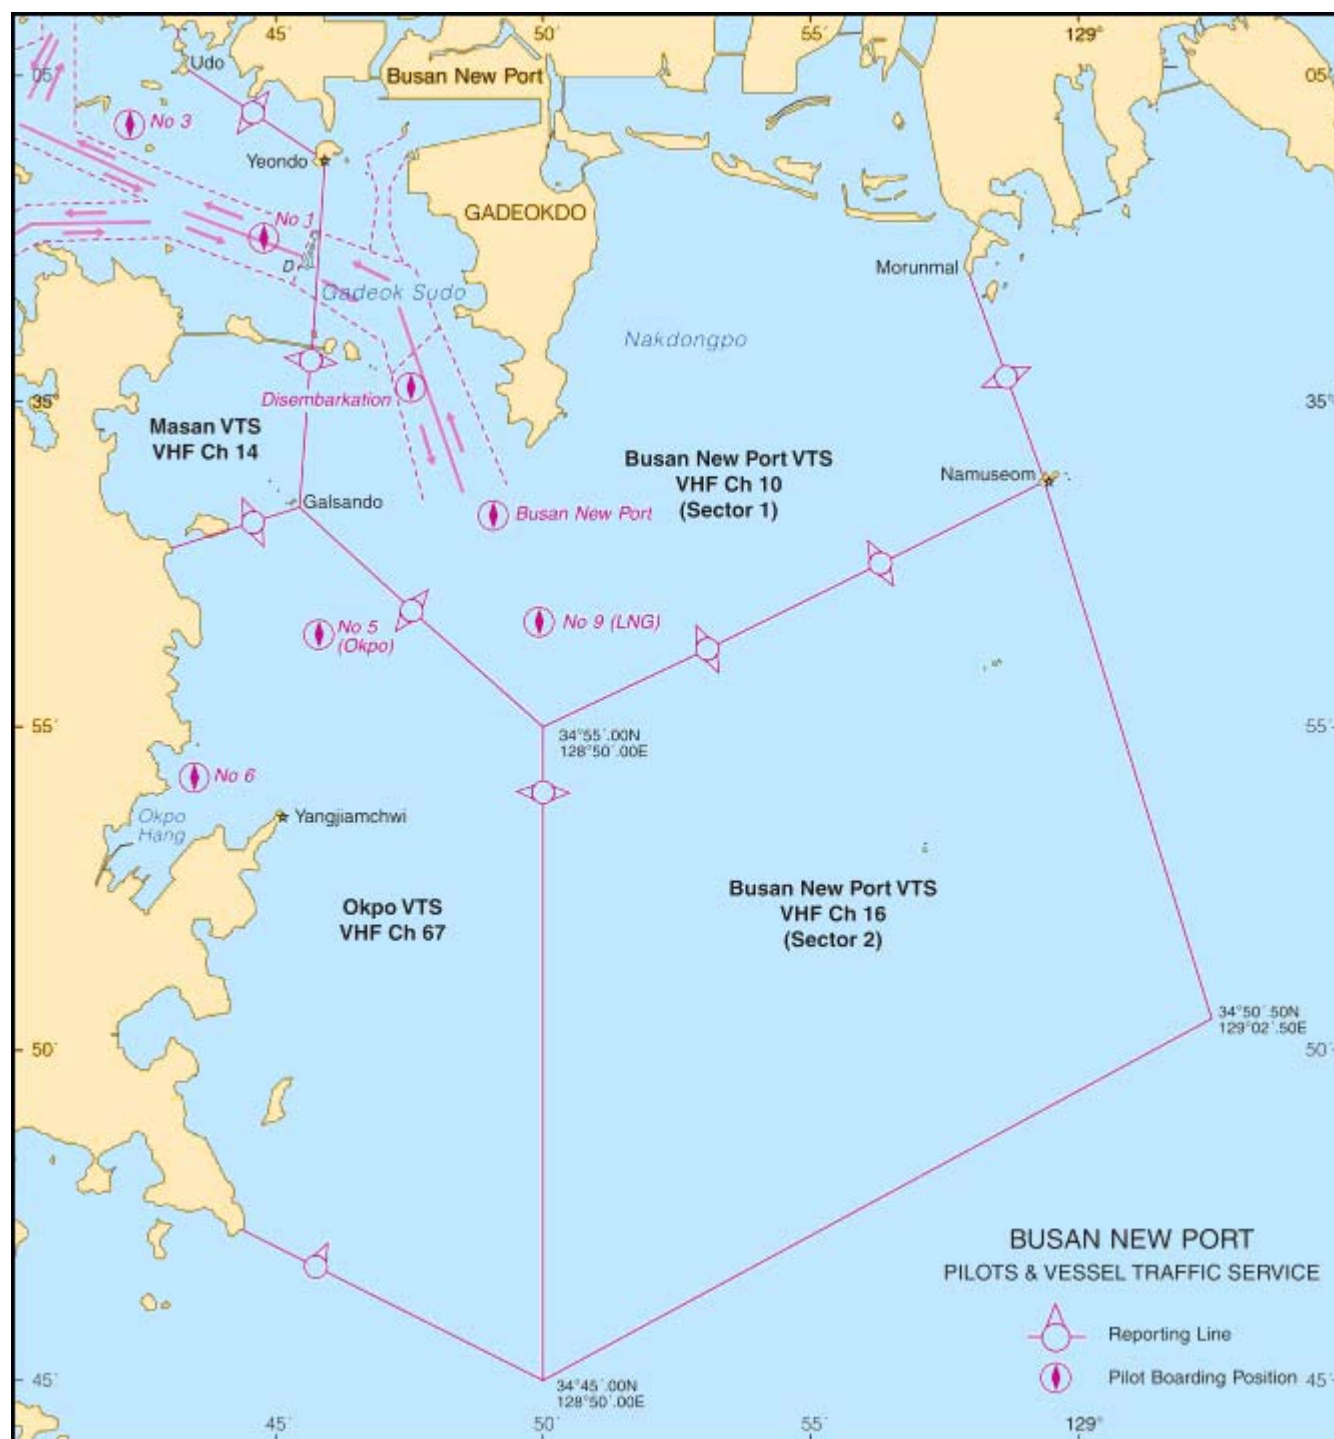 45´
50´
55´
129°
Udo
05´
Busan New Port
05´
No 3
Yeondo
No 1
GADEOKDO
D
Morunmal
Gadeok Sudo
Nakdongpo
Disembarkation
35°
35°
Masan VTS
VHF Ch 14
Busan New Port VTS
VHF Ch 10
(Sector 1)
Namuseom
Galsando
Busan New Port
No 5
(Okpo)
No 9 (LNG)
55´
55´
34°55´.00N
128°50´.00E
No 6
Okpo
Hang
Yangjiamchwi
Okpo VTS
VHF Ch 67
Busan New Port VTS
VHF Ch 16
(Sector 2)
34°50´.50N
129°02´.50E
50´
50´
BUSAN NEW PORT
PILOTS & VESSEL TRAFFIC SERVICE
Reporting Line
Pilot Boarding Position
45´
45´
34°45´.00N
128°50´.00E
45´
50´
55´
129°